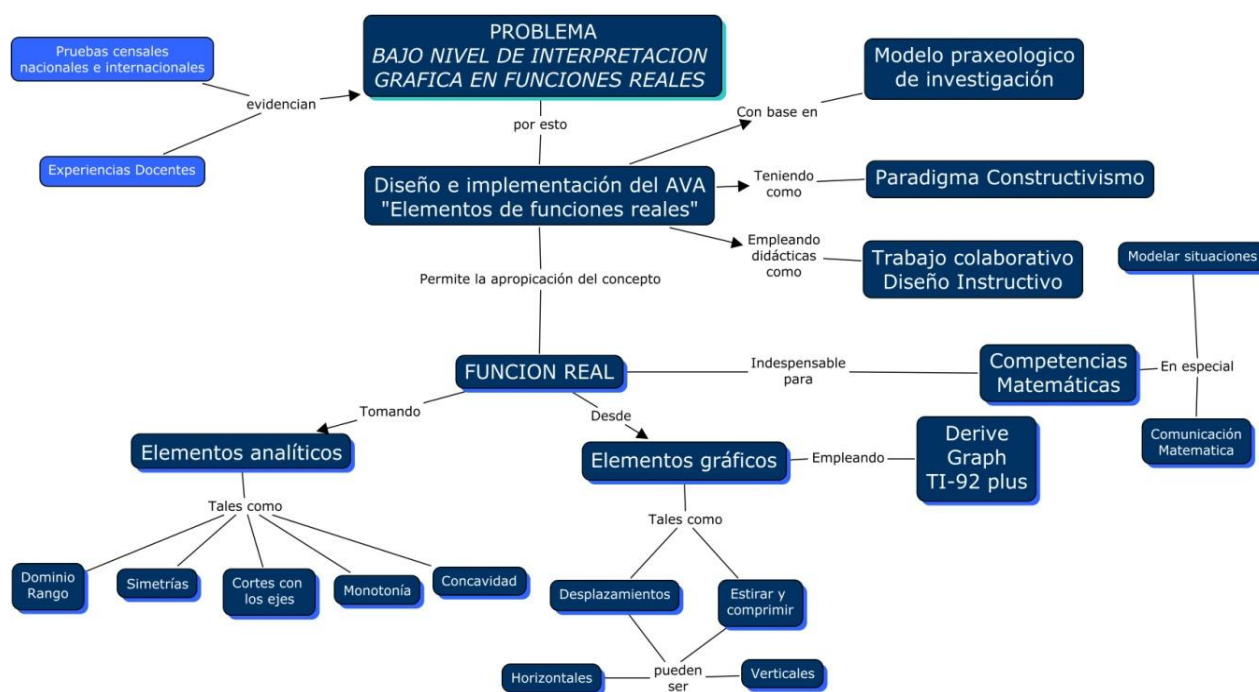 PROBLEMA
BAJO NIVEL DE INTERPRETACION
GRAFICA EN FUNCIONES REALES
Pruebas censales
nacionales e internacionales
evidencian
Experiencias Docentes
por esto
Con base en
Modelo praxeologico
de investigación
Diseño e implementación del AVA
"Elementos de funciones reales"
Teniendo
como
Paradigma Constructivismo
Empleando
didácticas
como
Trabajo colaborativo
Diseño Instructivo
Permite la apropicación del concepto
FUNCION REAL
Indespensable
para
Competencias
Matemáticas
En especial
Modelar situaciones
Comunicación
Matematica
Tomando
Desde
Elementos analíticos
Elementos gráficos
Empleando
Derive
Graph
TI-92 plus
Tales como
Dominio
Rango
Simetrías
Cortes con
los ejes
Monotonía
Concavidad
Tales como
Desplazamientos
Estirar y
comprimir
pueden
ser
Horizontales
Verticales